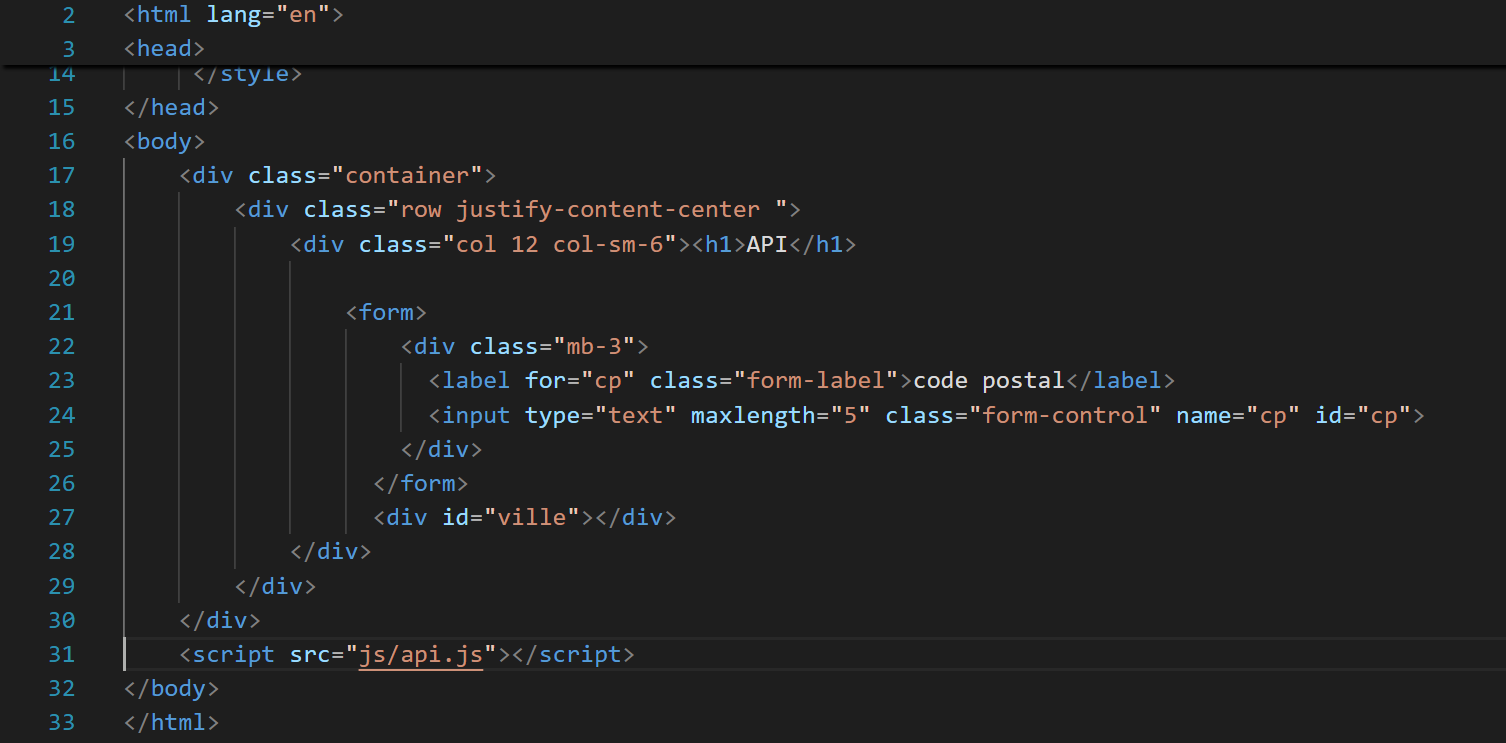 2 <html lang="en">
3 <head>
14 </style>
15 </head>
16 <body>
17 <div class="container">
18 <div class="row justify-content-center ">
19 <div class="col 12 col-sm-6"><h1>API</h1>
20
21 <form>
22 <div class="mb-3">
23 <label for="cp" class="form-label">code postal</label>
24 <input type="text" maxlength="5" class="form-control" name="cp" id="cp">
25 </div>
26 </form>
27 <div id="ville"></div>
28 </div>
29 </div>
30 </div>
31 <script src="js/api.js"></script>
32 </body>
33 </html>